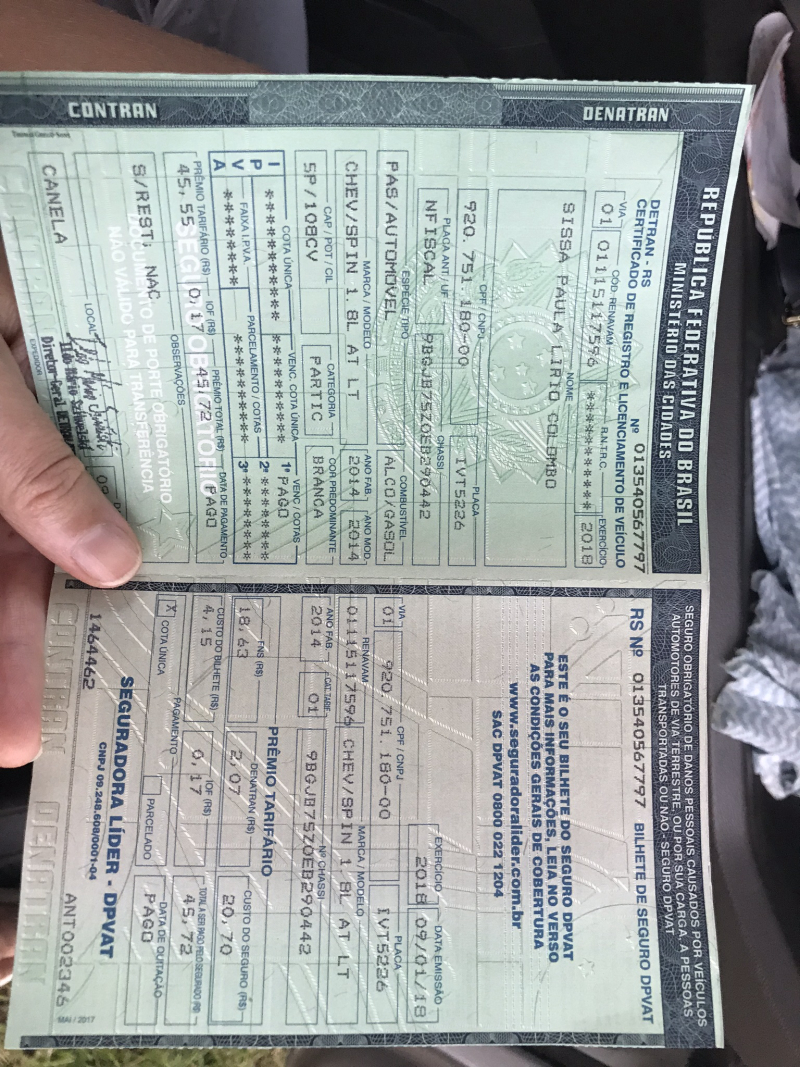 REPÚBLICA FEDERATIVA DO BRASIL
MINISTÉRIO DAS CIDADES
CONTRAN
DENATRAN
DETRAN - RS Nº 013540567797
CERTIFICADO DE REGISTRO E LICENCIAMENTO DE VEÍCULO
VIA CÓD. RENAVAM R.N.T.R.C. EXERCÍCIO
01 01115117596 ********** 2018
NOME
SISSA PAULA LIRIO COLOMBO
CPF / CNPJ PLACA
920.751.180-00 IVT5226
PLACA ANT / UF CHASSI
NFISCAL 9BGJB75Z0EB290442
ESPÉCIE TIPO COMBUSTÍVEL
PAS/AUTOMOVEL ALCO/GASOL
MARCA / MODELO ANO FAB. ANO MOD.
CHEV/SPIN 1.8L AT LT 2014 2014
CAP / POT / CIL CATEGORIA COR PREDOMINANTE
5P/108CV PARTIC BRANCA
IPVA
COTA ÚNICA VENC. COTA ÚNICA VENC / COTAS
1ª PAGO
FAIXA I.P.V.A. PARCELAMENTO / COTAS
2ª
3ª
PRÊMIO TARIFÁRIO (R$) IOF (R$) PRÊMIO TOTAL (R$) DATA DE PAGAMENTO
45,55 0,17 45,72 PAGO
SEGURO OBRIGATÓRIO
OBSERVAÇÕES
S/REST; NAC
DOCUMENTO DE PORTE OBRIGATÓRIO
NÃO VÁLIDO PARA TRANSFERÊNCIA
LOCAL
CANELA
Diretor-Geral
EXPEDIDOR
SEGURO OBRIGATÓRIO DE DANOS PESSOAIS CAUSADOS POR VEÍCULOS
AUTOMOTORES DE VIA TERRESTRE, OU POR SUA CARGA, A PESSOAS
TRANSPORTADAS OU NÃO - SEGURO DPVAT
RS Nº 013540567797 BILHETE DE SEGURO DPVAT
ESTE É O SEU BILHETE DO SEGURO DPVAT
PARA MAIS INFORMAÇÕES, LEIA NO VERSO
AS CONDIÇÕES GERAIS DE COBERTURA
www.seguradoralider.com.br
SAC DPVAT 0800 022 1204
EXERCÍCIO DATA EMISSÃO
2018 09/01/18
VIA CPF / CNPJ PLACA
01 920.751.180-00 IVT5226
RENAVAM MARCA / MODELO
01115117596 CHEV/SPIN 1.8L AT LT
ANO FAB. CAT. TARIF. Nº CHASSI
2014 01 9BGJB75Z0EB290442
PRÊMIO TARIFÁRIO
FNS (R$) DENATRAN (R$) CUSTO DO SEGURO (R$)
18,63 2,07 20,70
CUSTO DO BILHETE (R$) IOF (R$) TOTAL A SER PAGO PELO SEGURADO (R$)
4,15 0,17 45,72
PAGAMENTO DATA DE QUITAÇÃO
X COTA ÚNICA PARCELADO PAGO
SEGURADORA LÍDER - DPVAT
CNPJ 09.248.608/0001-04
1464462 ANT002346
MAI / 2017